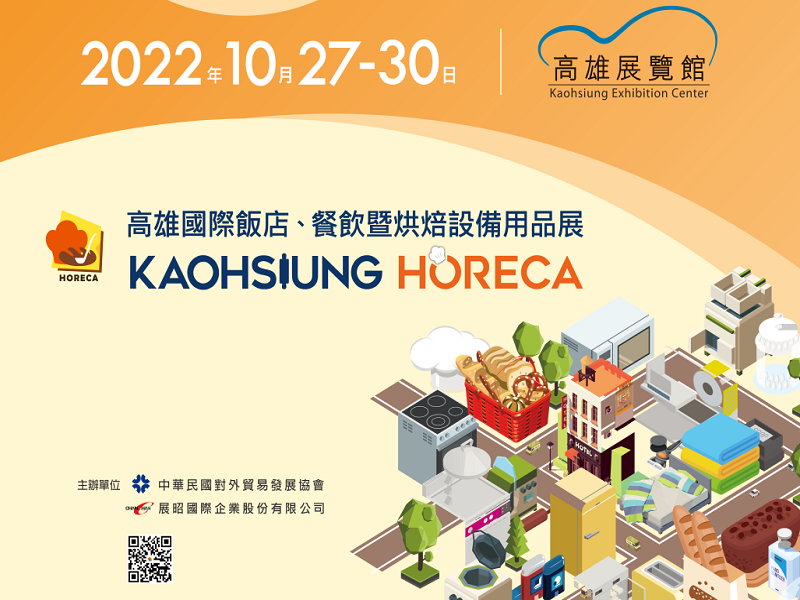 2022年10月27-30日
高雄展覽館
Kaohsiung Exhibition Center
高雄國際飯店、餐飲暨烘焙設備用品展
KAOHSIUNG HORECA
HORECA
HOTEL
主辦單位 中華民國對外貿易發展協會
展昭國際企業股份有限公司